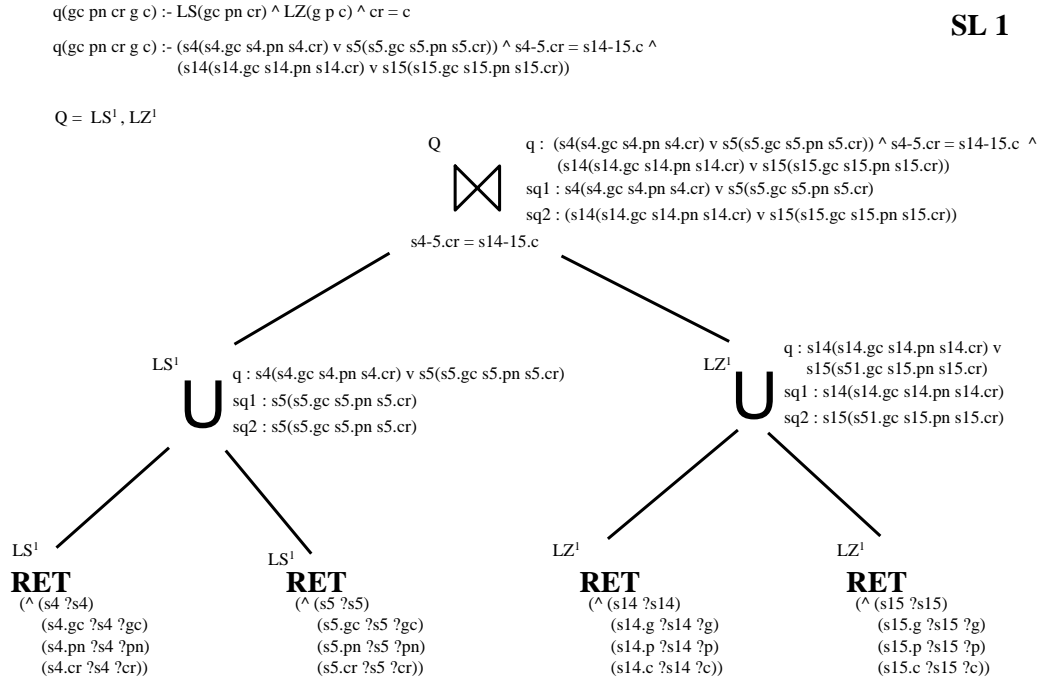 q(gc pn cr g c) :- LS(gc pn cr) ^ LZ(g p c) ^ cr = c
SL 1
q(gc pn cr g c) :- (s4(s4.gc s4.pn s4.cr) v s5(s5.gc s5.pn s5.cr)) ^ s4-5.cr = s14-15.c ^
(s14(s14.gc s14.pn s14.cr) v s15(s15.gc s15.pn s15.cr))
Q = LS¹ , LZ¹
Q
q : (s4(s4.gc s4.pn s4.cr) v s5(s5.gc s5.pn s5.cr)) ^ s4-5.cr = s14-15.c ^
(s14(s14.gc s14.pn s14.cr) v s15(s15.gc s15.pn s15.cr))
sq1 : s4(s4.gc s4.pn s4.cr) v s5(s5.gc s5.pn s5.cr)
sq2 : (s14(s14.gc s14.pn s14.cr) v s15(s15.gc s15.pn s15.cr))
s4-5.cr = s14-15.c
LS¹
q : s4(s4.gc s4.pn s4.cr) v s5(s5.gc s5.pn s5.cr)
sq1 : s5(s5.gc s5.pn s5.cr)
sq2 : s5(s5.gc s5.pn s5.cr)
LZ¹
q : s14(s14.gc s14.pn s14.cr) v
s15(s51.gc s15.pn s15.cr)
sq1 : s14(s14.gc s14.pn s14.cr)
sq2 : s15(s51.gc s15.pn s15.cr)
LS¹
RET
(^ (s4 ?s4)
(s4.gc ?s4 ?gc)
(s4.pn ?s4 ?pn)
(s4.cr ?s4 ?cr))
LS¹
RET
(^ (s5 ?s5)
(s5.gc ?s5 ?gc)
(s5.pn ?s5 ?pn)
(s5.cr ?s5 ?cr))
LZ¹
RET
(^ (s14 ?s14)
(s14.g ?s14 ?g)
(s14.p ?s14 ?p)
(s14.c ?s14 ?c))
LZ¹
RET
(^ (s15 ?s15)
(s15.g ?s15 ?g)
(s15.p ?s15 ?p)
(s15.c ?s15 ?c))